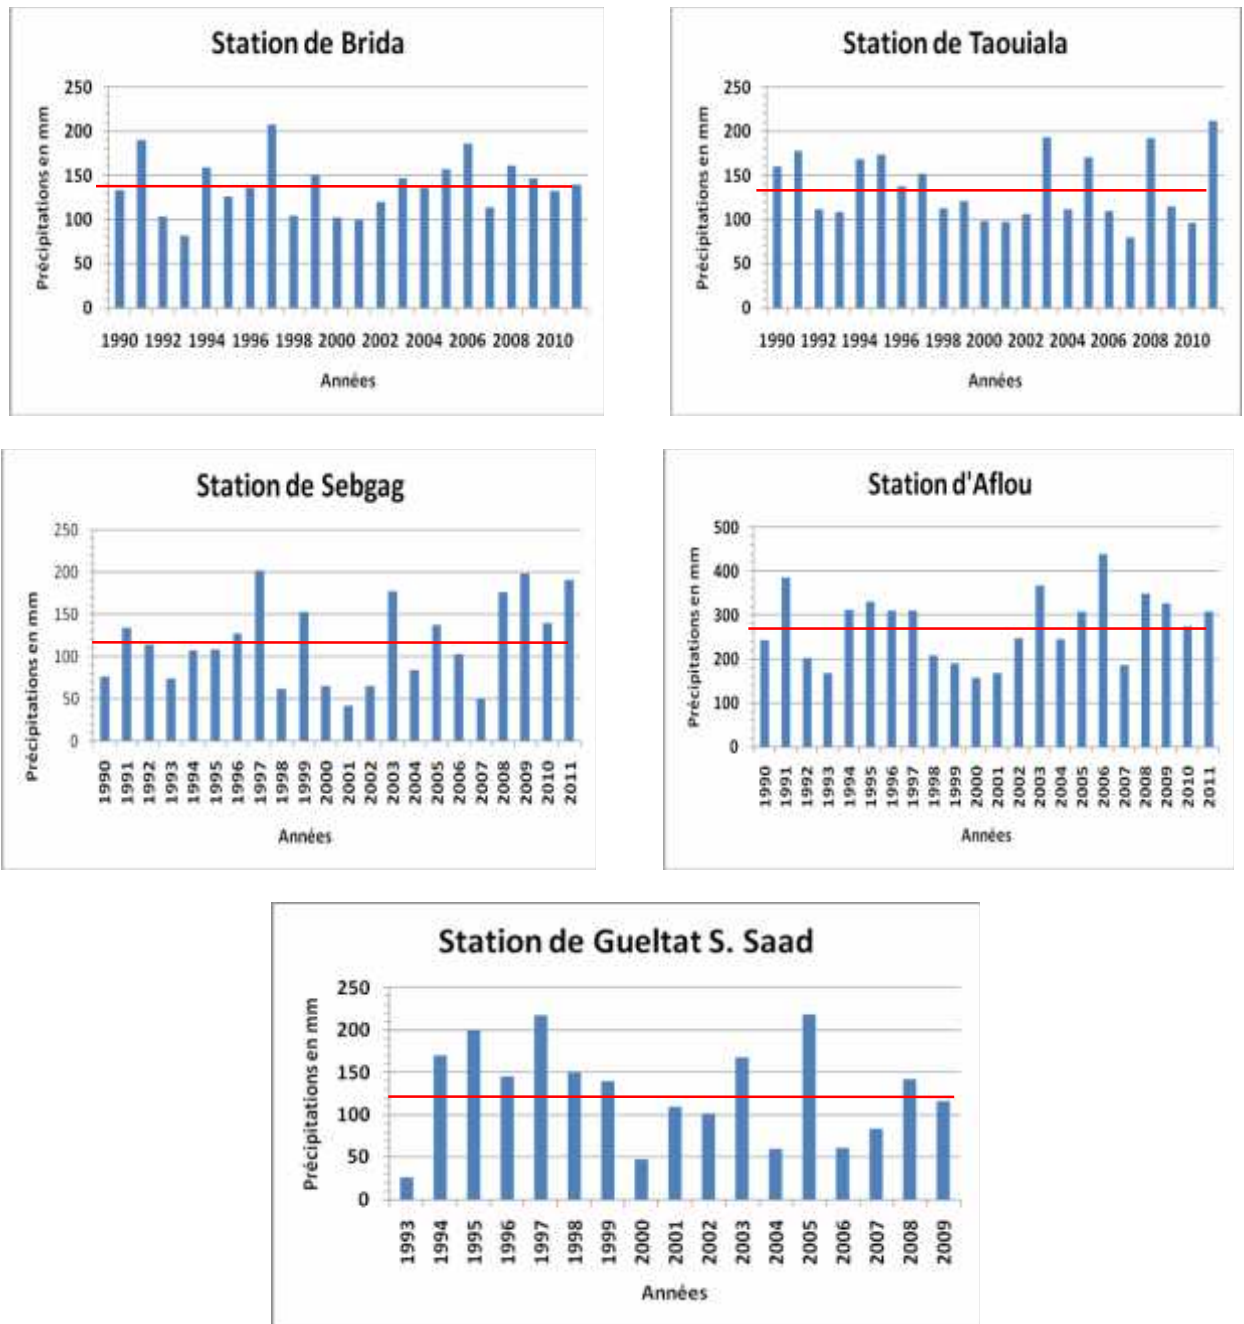 Station de Brida
Précipitations en mm
250
200
150
100
50
0
1990 1992 1994 1996 1998 2000 2002 2004 2006 2008 2010
Années
Station de Taouiala
Précipitations en mm
250
200
150
100
50
0
1990 1992 1994 1996 1998 2000 2002 2004 2006 2008 2010
Années
Station de Sebgag
Précipitations en mm
250
200
150
100
50
0
1990 1991 1992 1993 1994 1995 1996 1997 1998 1999 2000 2001 2002 2003 2004 2005 2006 2007 2008 2009 2010 2011
Années
Station d'Aflou
Précipitations en mm
500
400
300
200
100
0
1990 1991 1992 1993 1994 1995 1996 1997 1998 1999 2000 2001 2002 2003 2004 2005 2006 2007 2008 2009 2010 2011
Années
Station de Gueltat S. Saad
Précipitations en mm
250
200
150
100
50
0
1993 1994 1995 1996 1997 1998 1999 2000 2001 2002 2003 2004 2005 2006 2007 2008 2009
Années